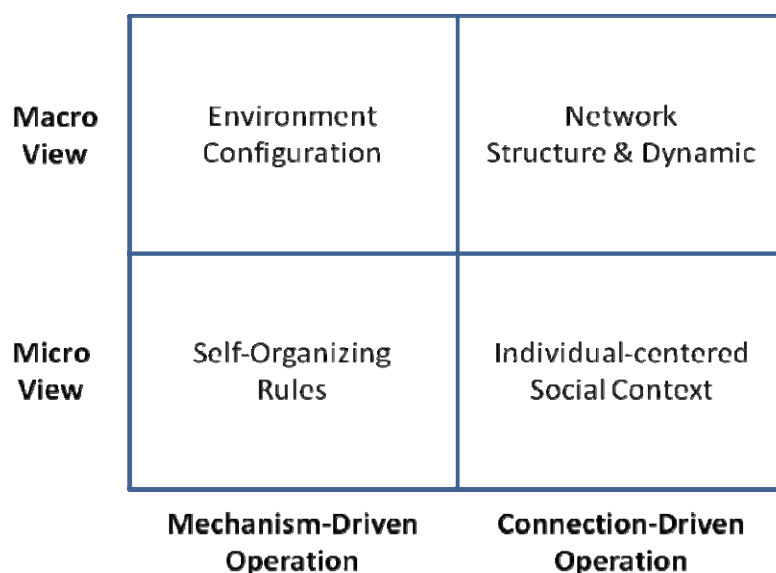 Macro
View
Environment
Configuration
Network
Structure & Dynamic
Micro
View
Self-Organizing
Rules
Individual-centered
Social Context
Mechanism-Driven
Operation
Connection-Driven
Operation